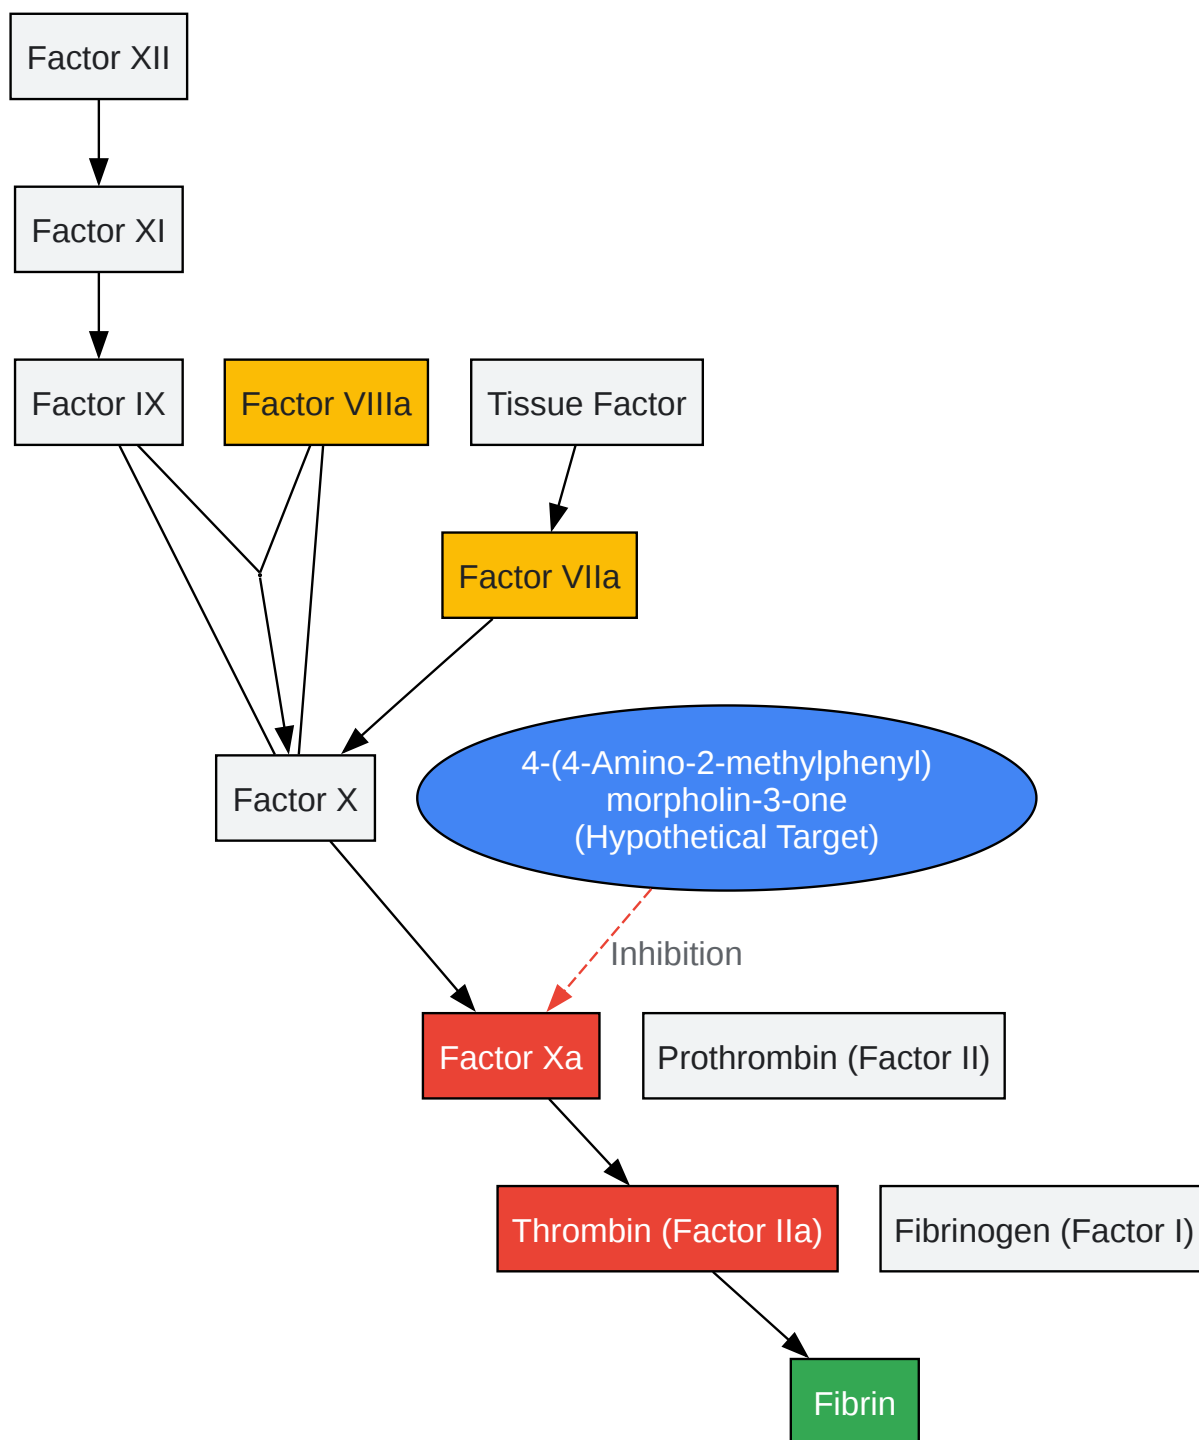 Factor XII
Factor XI
Factor IX
Factor VIIIa
Tissue Factor
Factor VIIa
4-(4-Amino-2-methylphenyl)
morpholin-3-one
(Hypothetical Target)
Factor X
Inhibition
Factor Xa
Prothrombin (Factor II)
Thrombin (Factor IIa)
Fibrinogen (Factor I)
Fibrin